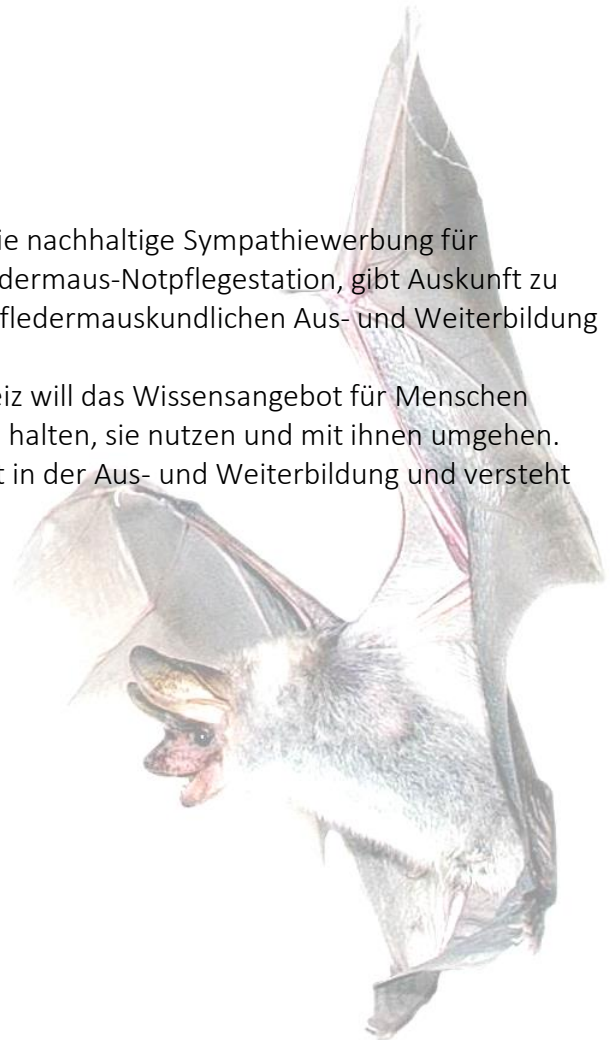 ie nachhaltige Sympathiewerbung für
dermaus-Notpflegestation, gibt Auskunft zu
fledermauskundlichen Aus- und Weiterbildung
eiz will das Wissensangebot für Menschen
halten, sie nutzen und mit ihnen umgehen.
t in der Aus- und Weiterbildung und versteht